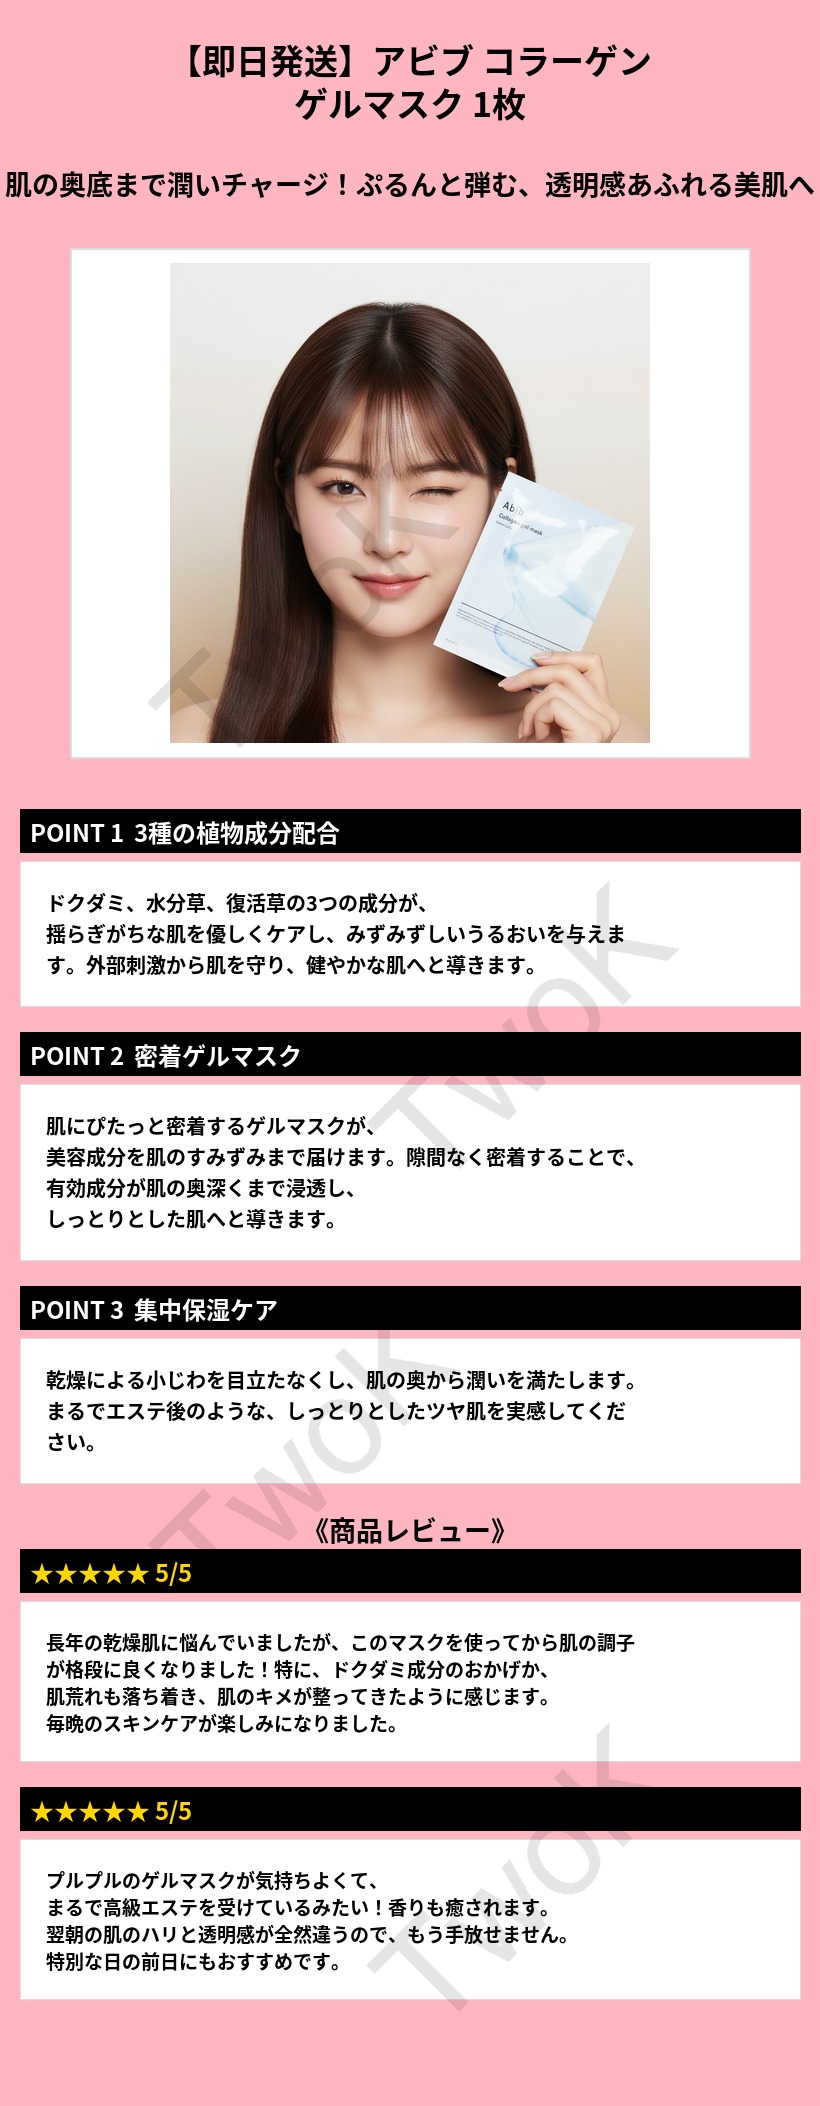 【即日発送】アビブ コラーゲン
ゲルマスク 1枚
肌の奥底まで潤いチャージ！ぷるんと弾む、透明感あふれる美肌へ
Abib
Collagen gel mask
TwoK
POINT 1 3種の植物成分配合
ドクダミ、水分草、復活草の3つの成分が、
揺らぎがちな肌を優しくケアし、みずみずしいうるおいを与えま
す。外部刺激から肌を守り、健やかな肌へと導きます。
TwoK
POINT 2 密着ゲルマスク
肌にぴたっと密着するゲルマスクが、
美容成分を肌のすみずみまで届けます。隙間なく密着することで、
有効成分が肌の奥深くまで浸透し、
しっとりとした肌へと導きます。
POINT 3 集中保湿ケア
乾燥による小じわを目立たなくし、肌の奥から潤いを満たします。
まるでエステ後のような、しっとりとしたツヤ肌を実感してくだ
さい。
TwoK
《商品レビュー》
★★★★★ 5/5
長年の乾燥肌に悩んでいましたが、このマスクを使ってから肌の調子
が格段に良くなりました！特に、ドクダミ成分のおかげか、
肌荒れも落ち着き、肌のキメが整ってきたように感じます。
毎晩のスキンケアが楽しみになりました。
★★★★★ 5/5
プルプルのゲルマスクが気持ちよくて、
まるで高級エステを受けているみたい！香りも癒されます。
翌朝の肌のハリと透明感が全然違うので、もう手放せません。
特別な日の前日にもおすすめです。
TwoK